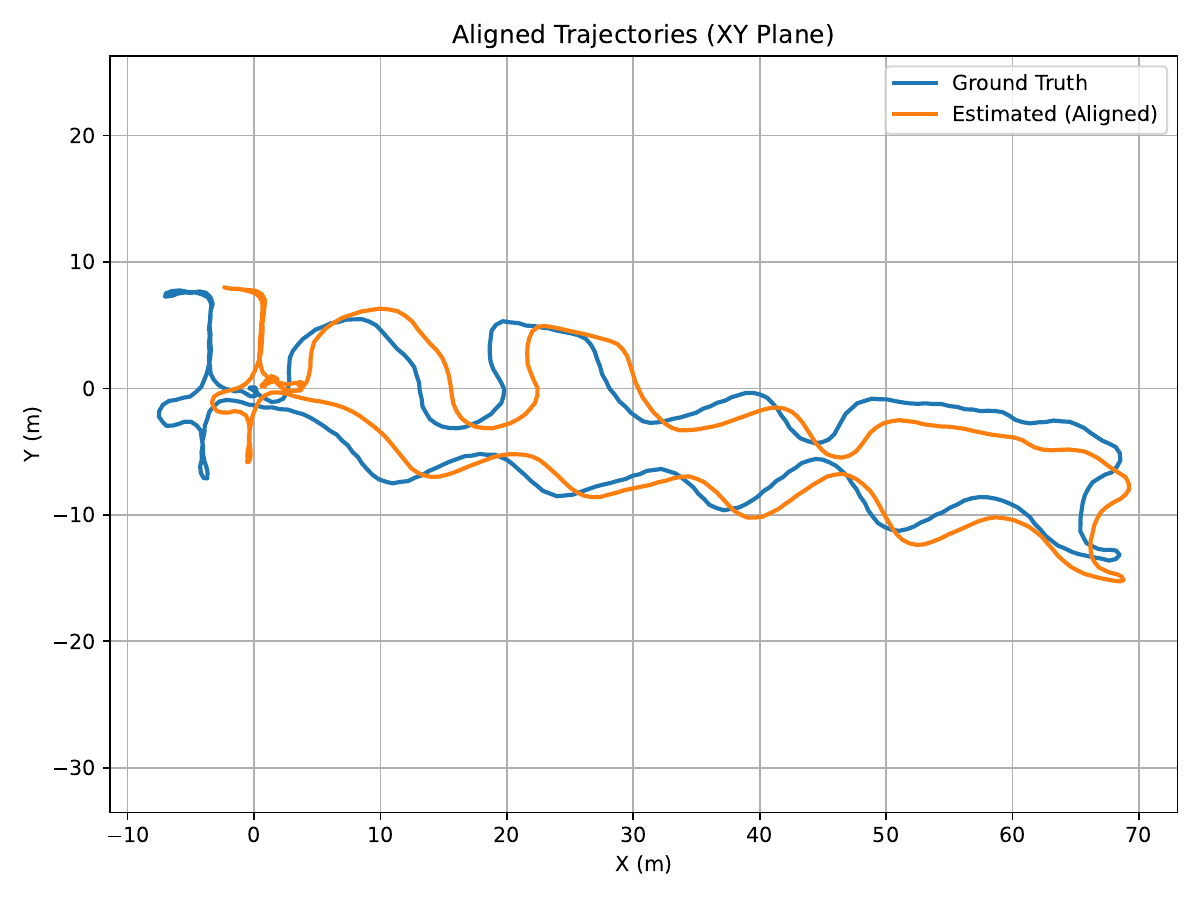 Aligned Trajectories (XY Plane)
Ground Truth
Estimated (Aligned)
20
10
0
−10
−20
−30
Y (m)
−10 0 10 20 30 40 50 60 70
X (m)